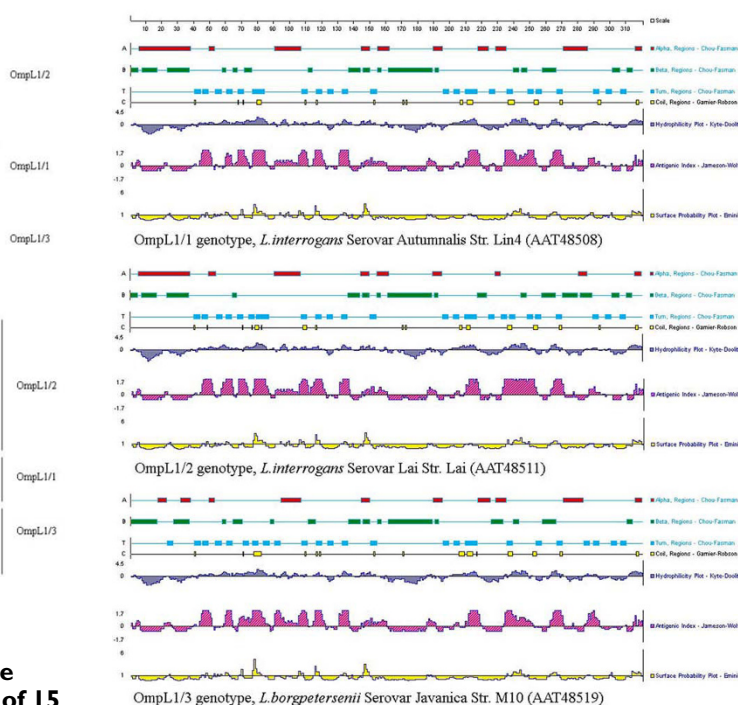 10 20 30 40 50 60 70 80 90 100 110 120 130 140 150 160 170 180 190 200 210 220 230 240 250 260 270 280 290 300 310
Scale
A Alpha, Regions - Chou-Fasman
OmpL1/2
B Beta, Regions - Chou-Fasman
T Turn, Regions - Chou-Fasman
C Coil, Regions - Garnier-Robson
4.5
0 Hydrophilicity Plot - Kyte-Doolit
OmpL1/1
1.7
0 Antigenic Index - Jameson-Wol
-1.7
6
1 Surface Probability Plot - Emini
OmpL1/3
OmpL1/1 genotype, L.interrogans Serovar Autumnalis Str. Lin4 (AAT48508)
A Alpha, Regions - Chou-Fasman
B Beta, Regions - Chou-Fasman
T Turn, Regions - Chou-Fasman
C Coil, Regions - Garnier-Robson
4.5
0 Hydrophilicity Plot - Kyte-Doolit
OmpL1/2
1.7
0 Antigenic Index - Jameson-Wol
-1.7
6
1 Surface Probability Plot - Emini
OmpL1/2 genotype, L.interrogans Serovar Lai Str. Lai (AAT48511)
OmpL1/1
A Alpha, Regions - Chou-Fasman
B Beta, Regions - Chou-Fasman
OmpL1/3
T Turn, Regions - Chou-Fasman
C Coil, Regions - Garnier-Robson
4.5
0 Hydrophilicity Plot - Kyte-Doolit
1.7
0 Antigenic Index - Jameson-Wol
-1.7
6
1 Surface Probability Plot - Emini
e
of 15
OmpL1/3 genotype, L.borgpetersenii Serovar Javanica Str. M10 (AAT48519)